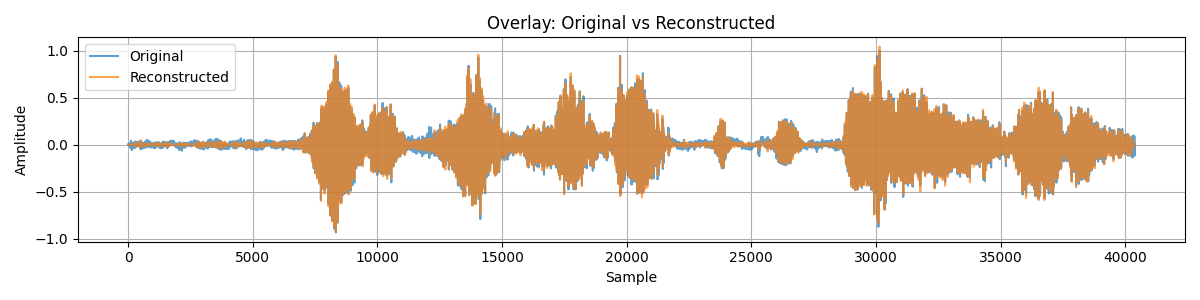 Overlay: Original vs Reconstructed
Original
Reconstructed
Amplitude
1.0
0.5
0.0
−0.5
−1.0
0 5000 10000 15000 20000 25000 30000 35000 40000
Sample